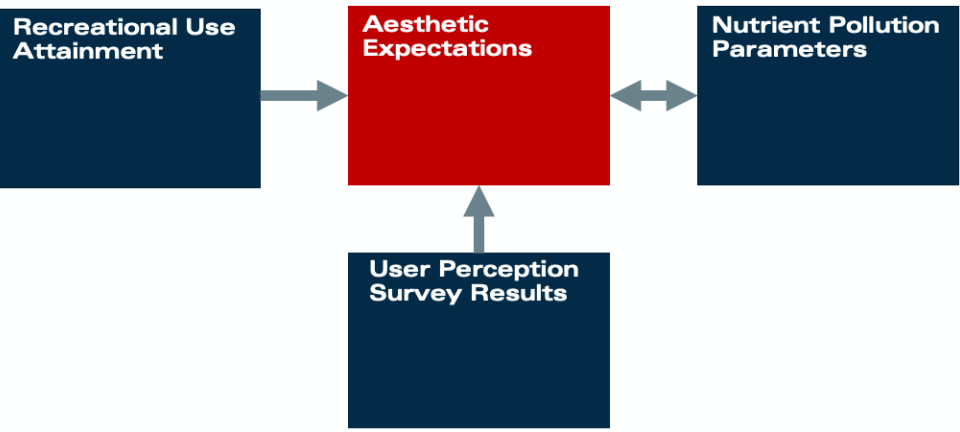 Recreational Use
Attainment
Aesthetic
Expectations
Nutrient Pollution
Parameters
User Perception
Survey Results